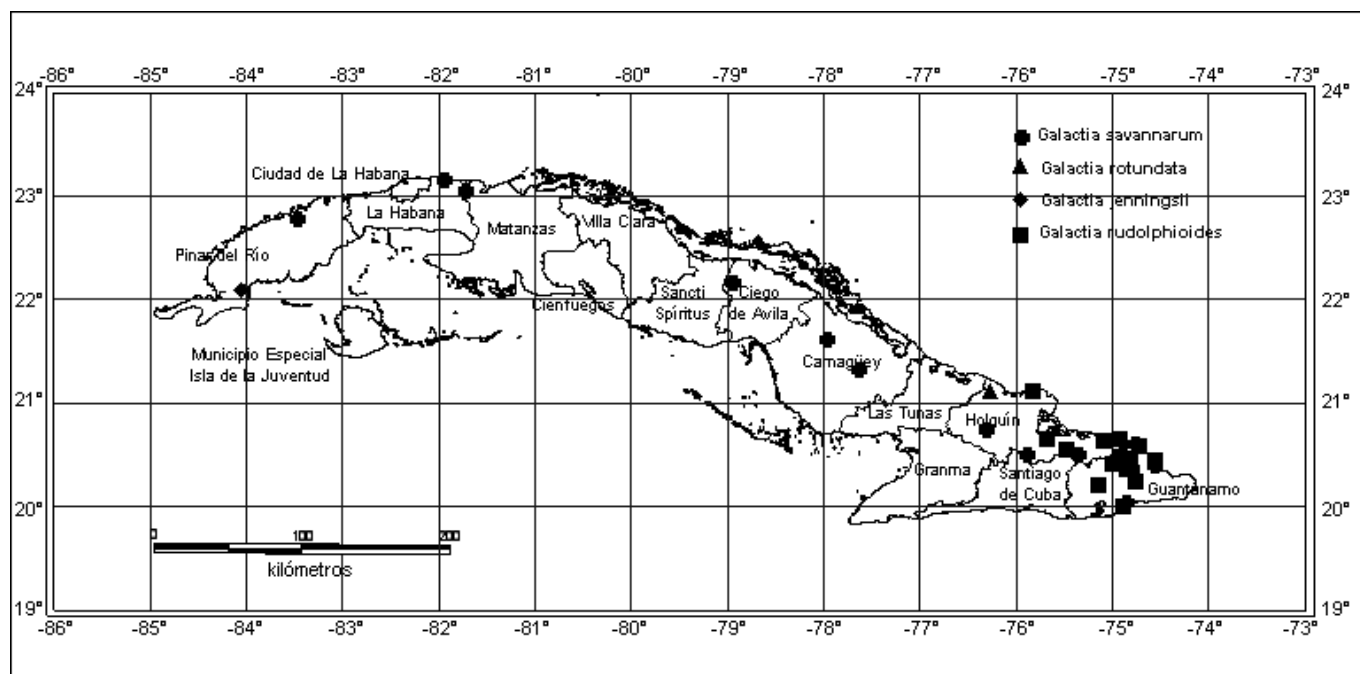 -86° -85° -84° -83° -82° -81° -80° -79° -78° -77° -76° -75° -74° -73°
24° 24°
Galactia savannarum
Galactia rotundata
Galactia jenningsii
Galactia rudolphioides
23° 23°
Ciudad de La Habana
La Habana
Matanzas
Villa Clara
Pinar del Río
22° 22°
Cienfuegos
Sancti
Spíritus
Ciego
de Avila
Municipio Especial
Isla de la Juventud
Camagüey
21° 21°
Las Tunas
Holguín
Granma
Santiago
de Cuba
Guantánamo
20° 20°
0 100 200
kilómetros
19° 19°
-86° -85° -84° -83° -82° -81° -80° -79° -78° -77° -76° -75° -74° -73°